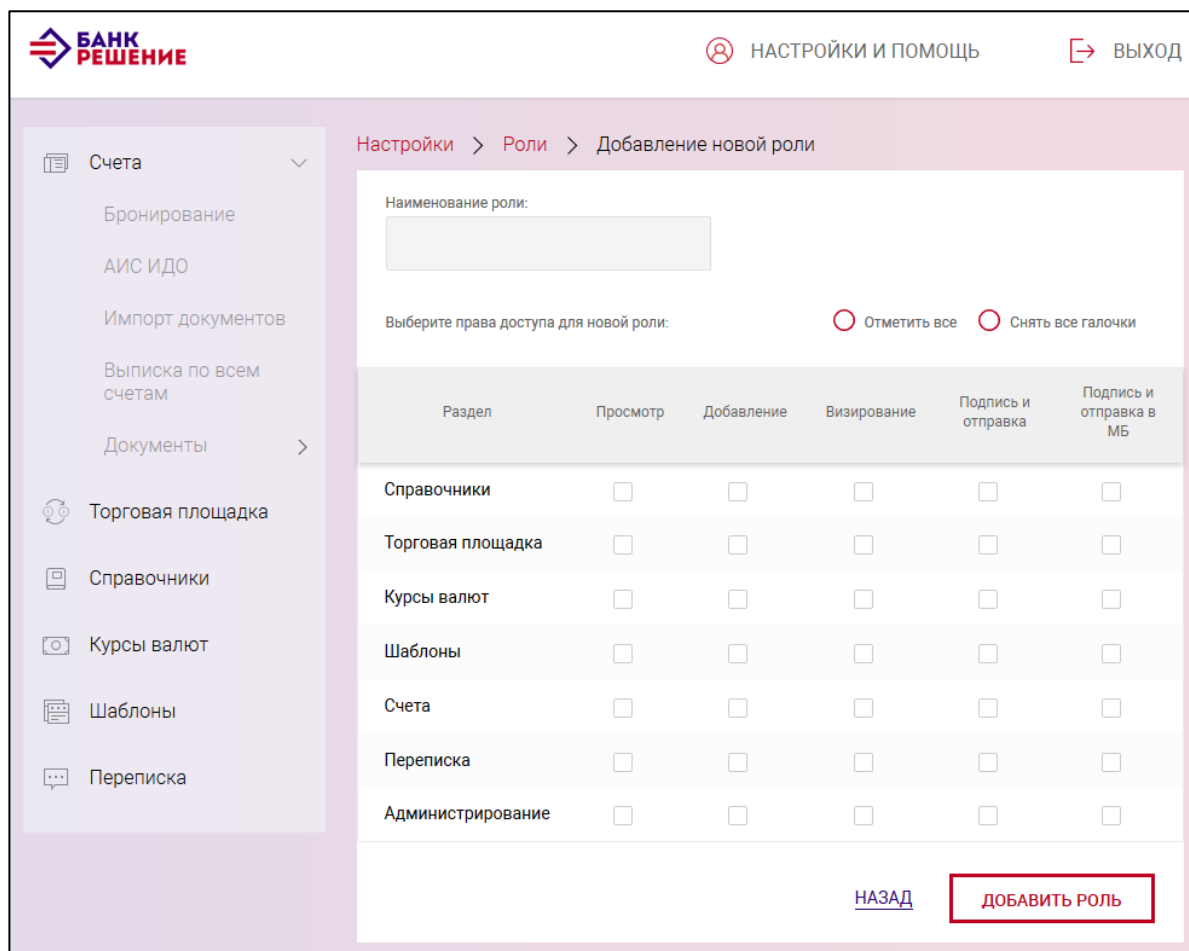 БАНК
РЕШЕНИЕ
НАСТРОЙКИ И ПОМОЩЬ
ВЫХОД
Счета
Бронирование
АИС ИДО
Импорт документов
Выписка по всем
счетам
Документы
Торговая площадка
Справочники
Курсы валют
Шаблоны
Переписка
Настройки > Роли > Добавление новой роли
Наименование роли:
Выберите права доступа для новой роли:
Отметить все
Снять все галочки
Раздел
Просмотр
Добавление
Визирование
Подпись и
отправка
Подпись и
отправка в
МБ
Справочники
Торговая площадка
Курсы валют
Шаблоны
Счета
Переписка
Администрирование
НАЗАД
ДОБАВИТЬ РОЛЬ